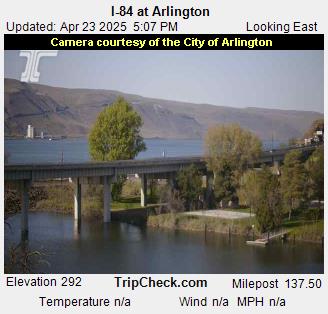 I-84 at Arlington
Updated: Apr 23 2025 5:07 PM Looking East
Camera courtesy of the City of Arlington
Elevation 292 TripCheck.com Milepost 137.50
Temperature n/a Wind n/a MPH n/a